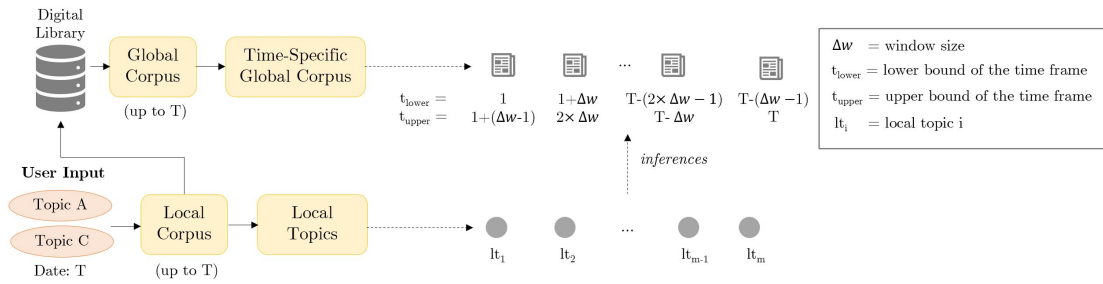 Digital
Library
Global
Corpus
(up to T)
Time-Specific
Global Corpus
...
t_lower = 1 1+Δw T-(2× Δw – 1) T-(Δw –1)
t_upper = 1+(Δw-1) 2× Δw T- Δw T
Δw = window size
t_lower = lower bound of the time frame
t_upper = upper bound of the time frame
lt_i = local topic i
inferences
User Input
Topic A
Topic C
Date: T
Local
Corpus
(up to T)
Local
Topics
...
lt_1 lt_2 lt_m-1 lt_m